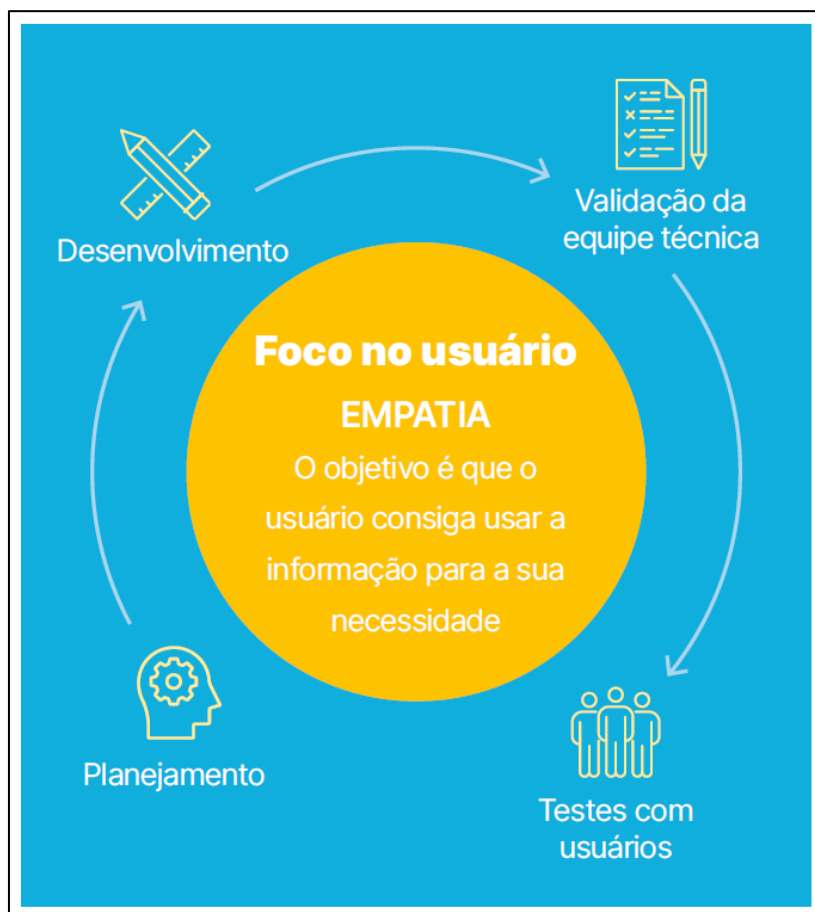 Desenvolvimento
Validação da
equipe técnica
Foco no usuário
EMPATIA
O objetivo é que o
usuário consiga usar a
informação para a sua
necessidade
Planejamento
Testes com
usuários